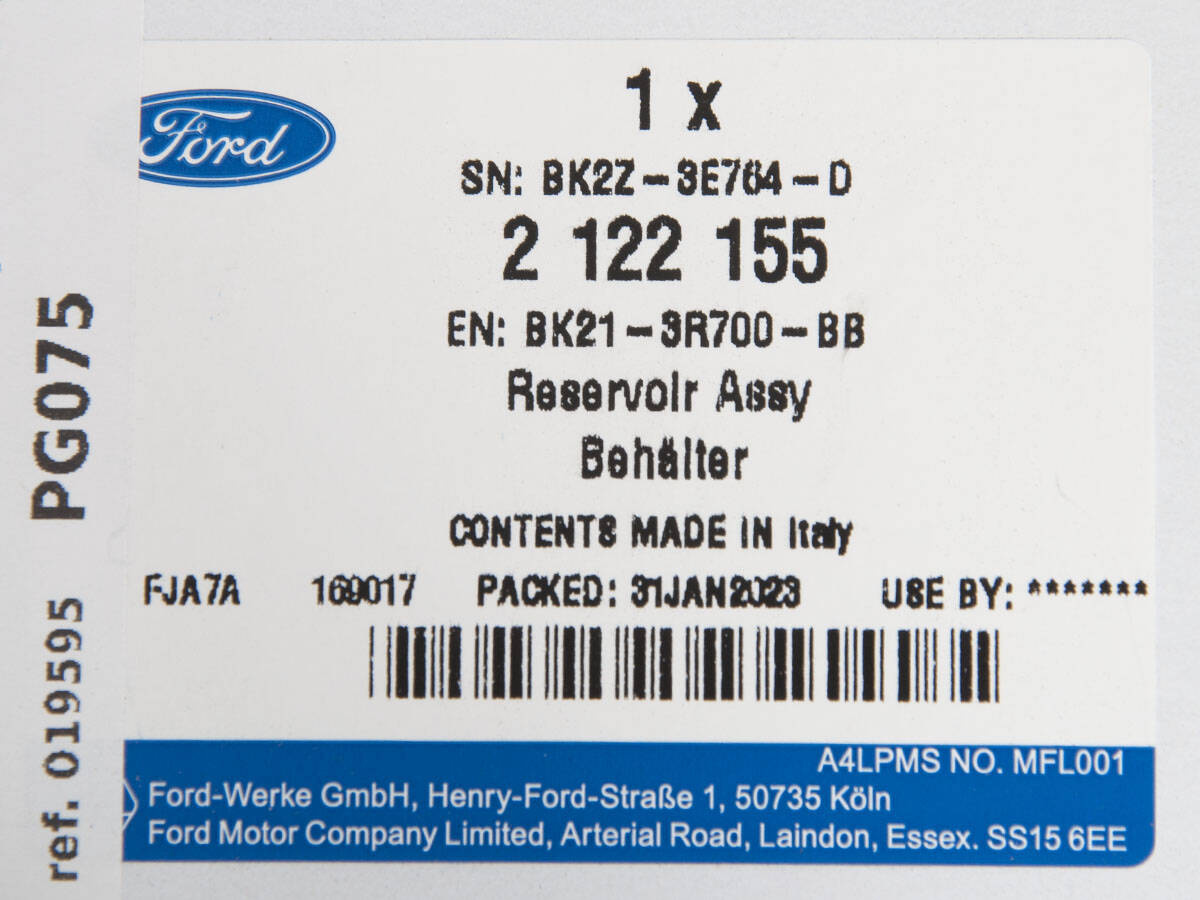 Ford
1 x
SN: BK2Z-3E764-D
2 122 155
EN: BK21-3R700-BB
Reservoir Assy
Behälter
CONTENTS MADE IN Italy
FJA7A 169017 PACKED: 31JAN2023 USE BY: *******
A4LPMS NO. MFL001
Ford-Werke GmbH, Henry-Ford-Straße 1, 50735 Köln
Ford Motor Company Limited, Arterial Road, Laindon, Essex. SS15 6EE
ref. 019595 PG075